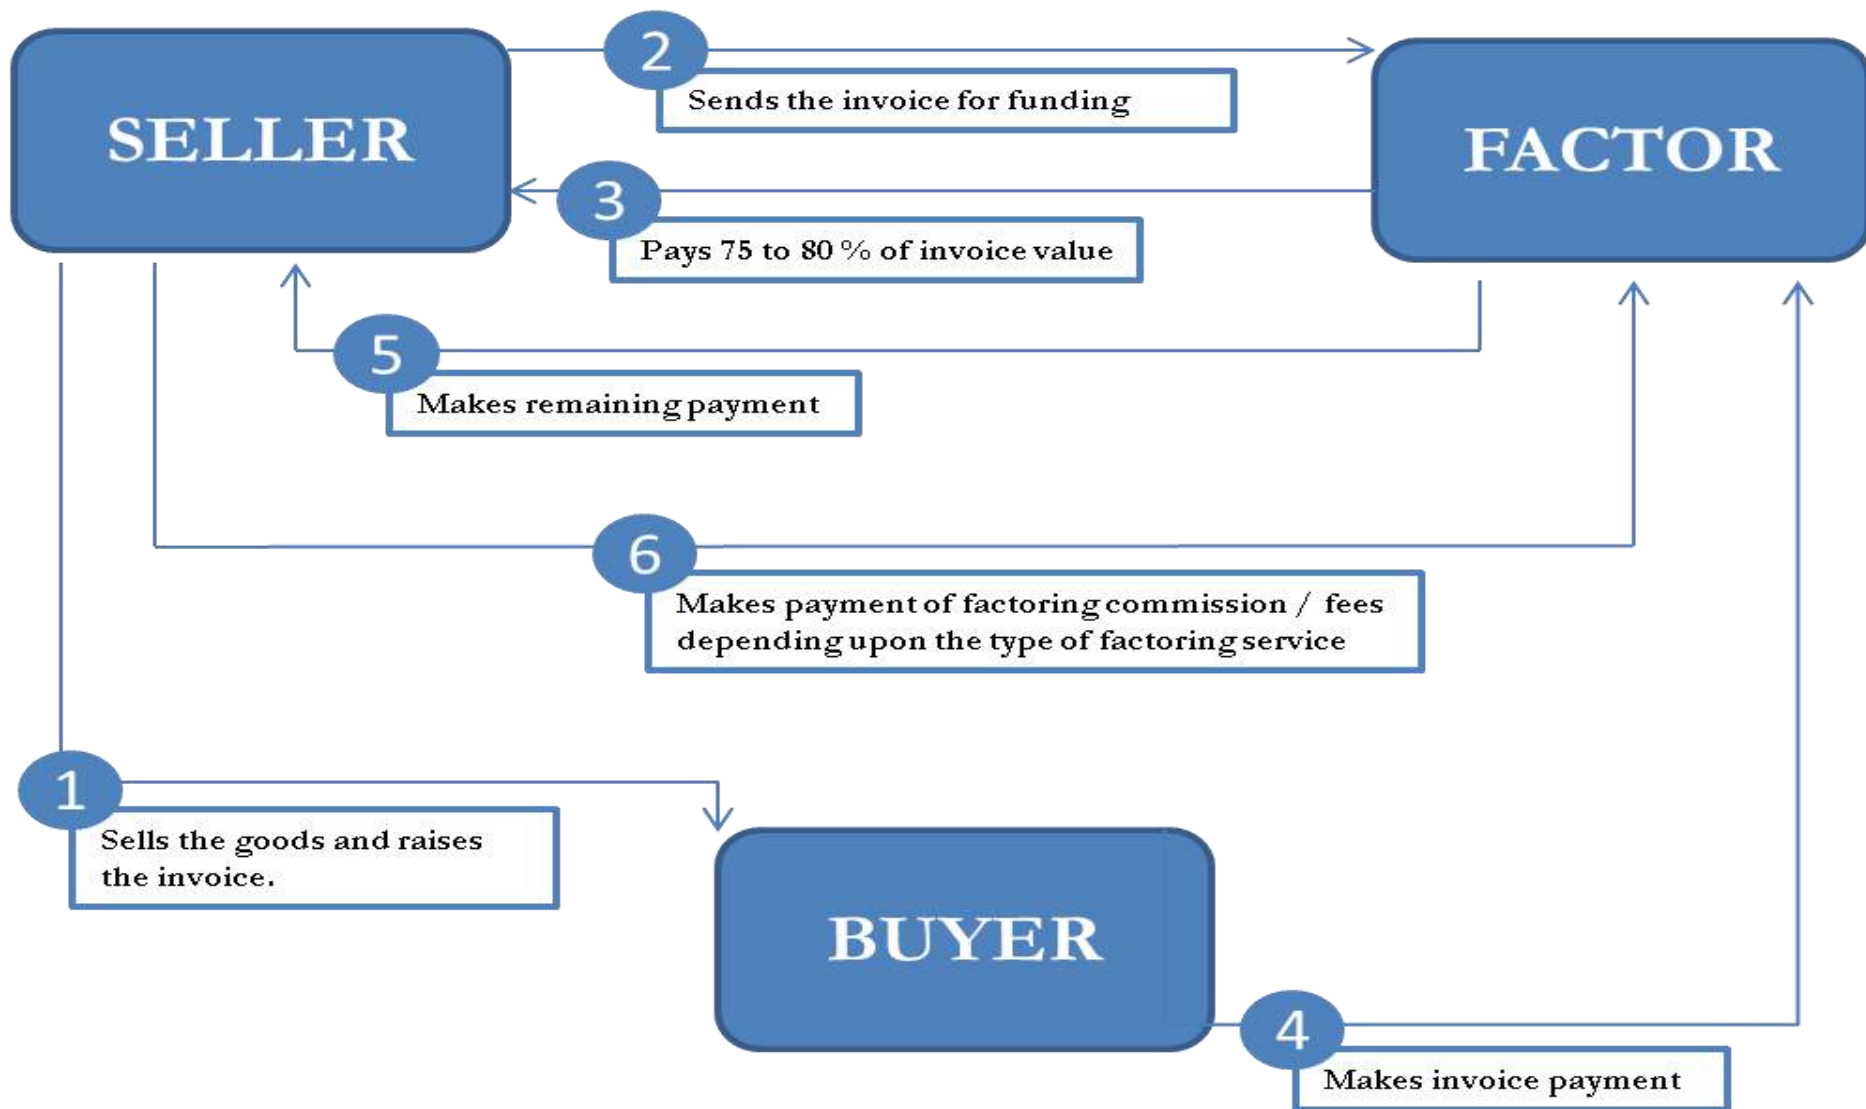 SELLER
2
Sends the invoice for funding
FACTOR
3
Pays 75 to 80 % of invoice value
5
Makes remaining payment
6
Makes payment of factoring commission / fees
depending upon the type of factoring service
1
Sells the goods and raises
the invoice.
BUYER
4
Makes invoice payment